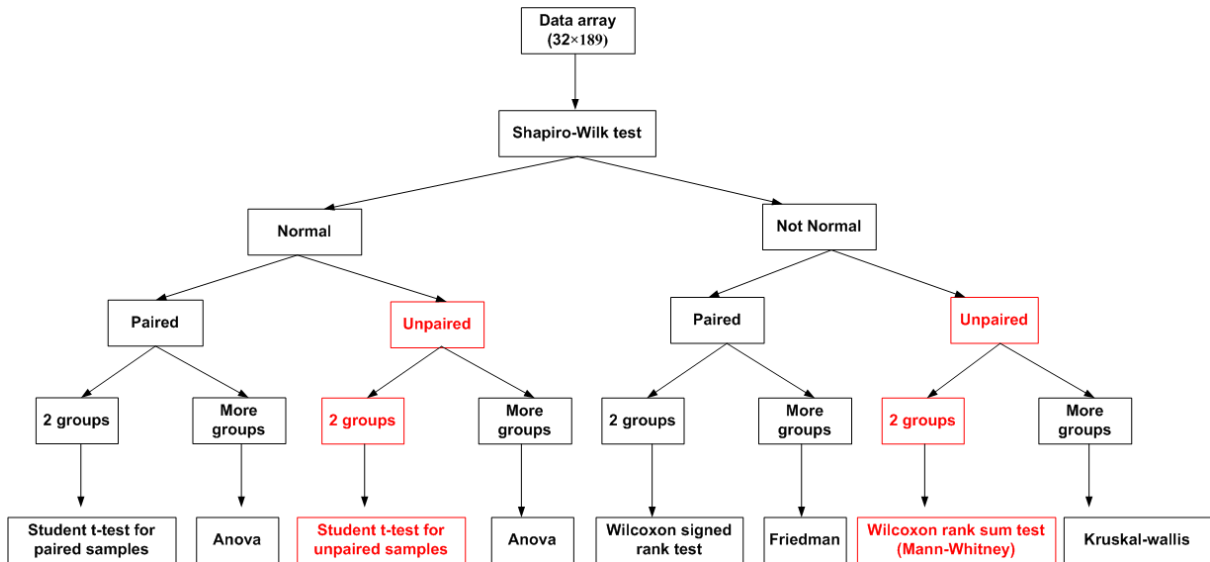 Data array
(32×189)
Shapiro-Wilk test
Normal
Not Normal
Paired
Unpaired
Paired
Unpaired
2 groups
More
groups
2 groups
More
groups
2 groups
More
groups
2 groups
More
groups
Student t-test for
paired samples
Anova
Student t-test for
unpaired samples
Anova
Wilcoxon signed
rank test
Friedman
Wilcoxon rank sum test
(Mann-Whitney)
Kruskal-wallis